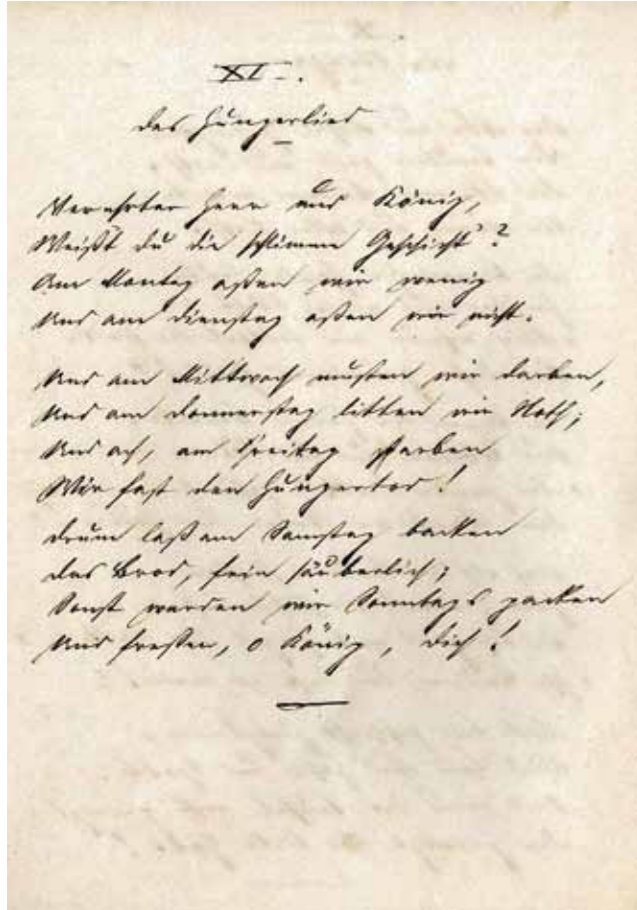 XI.
Das Hungerlied
Verehrter Herr und König,
Weißt Du die schlimme Geschicht'?
Am Montag aßen wir wenig
Und am Dienstag aßen wir nicht.
Und am Mittwoch mußten wir darben,
Und am Donnerstag litten wir Noth;
Und ach, am Freitag starben
Wir fast den Hungertod!
Drum laß am Samstag backen
Das Brod, fein säuberlich;
Sonst werden wir Sonntags packen
Und fressen, o König, Dich!